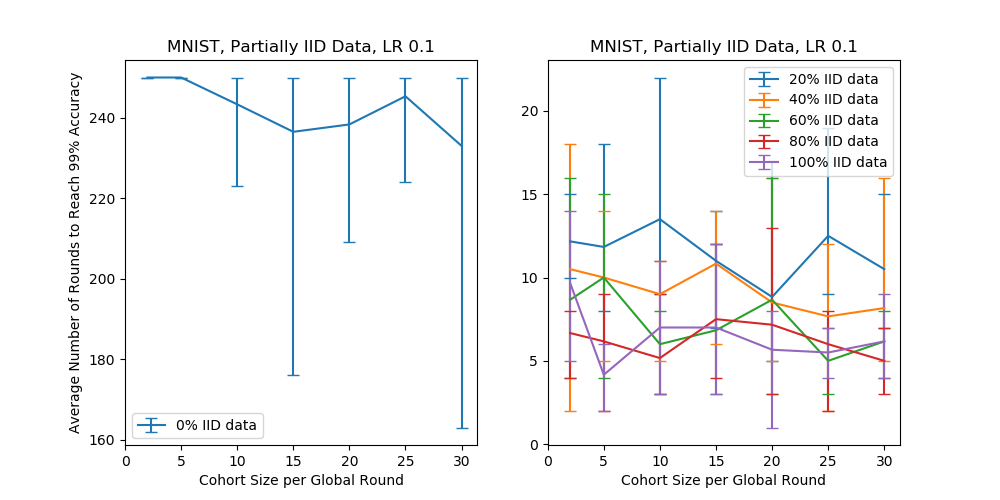 MNIST, Partially IID Data, LR 0.1
Average Number of Rounds to Reach 99% Accuracy
240
220
200
180
160
0% IID data
0 5 10 15 20 25 30
Cohort Size per Global Round
MNIST, Partially IID Data, LR 0.1
20
15
10
5
0
20% IID data
40% IID data
60% IID data
80% IID data
100% IID data
0 5 10 15 20 25 30
Cohort Size per Global Round